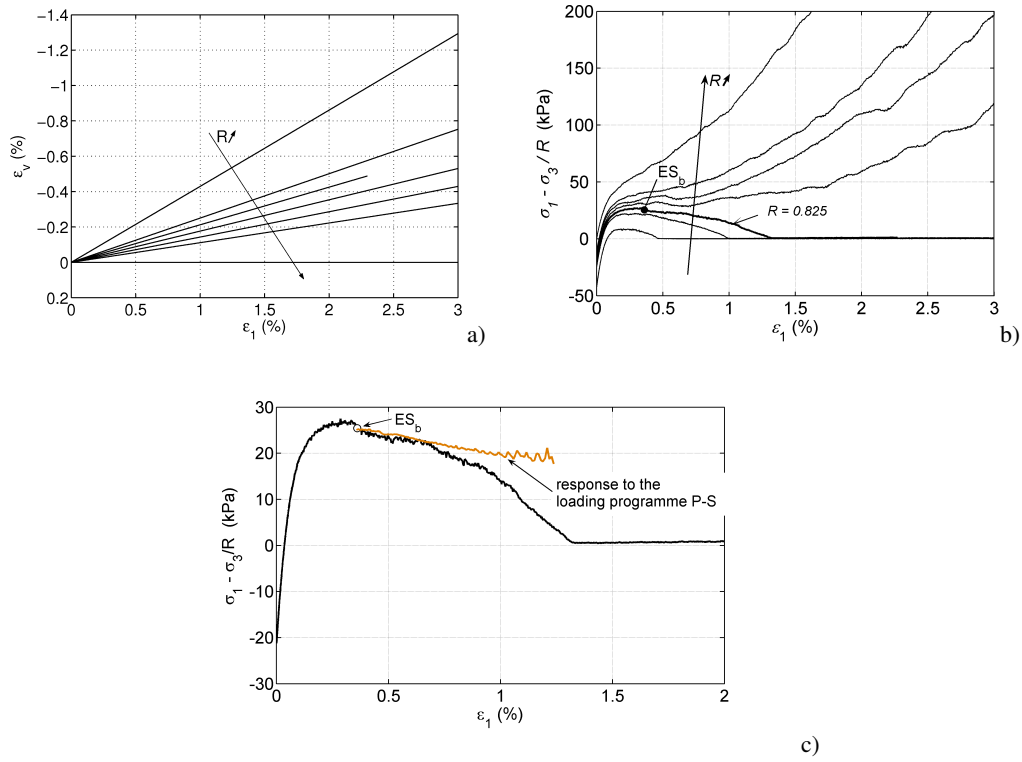 -1.4
-1.2
-1
-0.8
-0.6
-0.4
-0.2
0
0.2
ε_v (%)
R↗
0 0.5 1 1.5 2 2.5 3
ε_1 (%)
a)
200
150
100
50
0
-50
σ_1 - σ_3 / R (kPa)
R↗
ES_b
R = 0.825
0 0.5 1 1.5 2 2.5 3
ε_1 (%)
b)
30
20
10
0
-10
-20
-30
σ_1 - σ_3/R (kPa)
ES_b
response to the
loading programme P-S
0 0.5 1 1.5 2
ε_1 (%)
c)